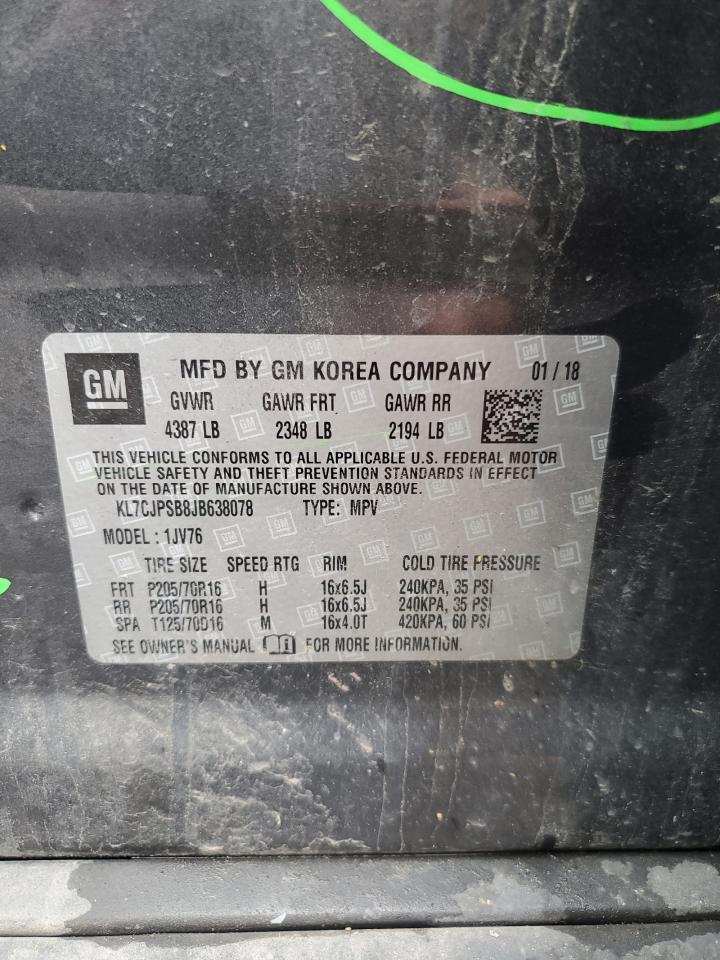 GM MFD BY GM KOREA COMPANY 01 / 18
GVWR GAWR FRT GAWR RR
4387 LB 2348 LB 2194 LB
THIS VEHICLE CONFORMS TO ALL APPLICABLE U.S. FEDERAL MOTOR
VEHICLE SAFETY AND THEFT PREVENTION STANDARDS IN EFFECT
ON THE DATE OF MANUFACTURE SHOWN ABOVE.
KL7CJPSB8JB638078 TYPE: MPV
MODEL : 1JV76
TIRE SIZE SPEED RTG RIM COLD TIRE PRESSURE
FRT P205/70R16 H 16x6.5J 240KPA, 35 PSI
RR P205/70R16 H 16x6.5J 240KPA, 35 PSI
SPA T125/70D16 M 16x4.0T 420KPA, 60 PSI
SEE OWNER'S MANUAL FOR MORE INFORMATION.